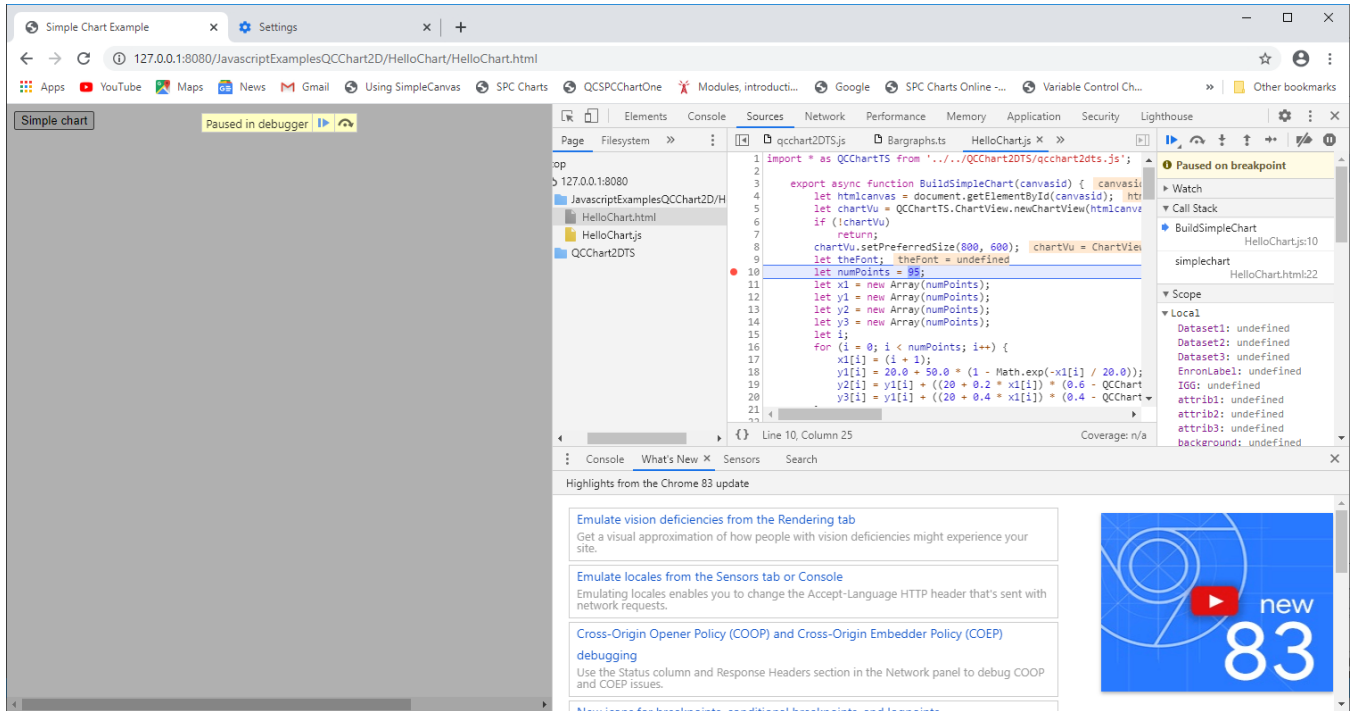 Simple Chart Example
Settings
127.0.0.1:8080/JavascriptExamplesQCChart2D/HelloChart/HelloChart.html
Apps YouTube Maps News Gmail Using SimpleCanvas SPC Charts QCSPCChartOne Modules, introducti... Google SPC Charts Online -... Variable Control Ch... » Other bookmarks
Simple chart
Paused in debugger
Elements Console Sources Network Performance Memory Application Security Lighthouse
Page Filesystem »
top
127.0.0.1:8080
JavascriptExamplesQCChart2D/H
HelloChart.html
HelloChart.js
QCChart2DTS
qcchart2DTS.js Bargraphs.ts HelloChart.js × »
1 import * as QCChartTS from '../../QCChart2DTS/qcchart2dts.js';
2
3 export async function BuildSimpleChart(canvasid) { canvasid
4 let htmlcanvas = document.getElementById(canvasid); htm
5 let chartVu = QCChartTS.ChartView.newChartView(htmlcanva
6 if (!chartVu)
7 return;
8 chartVu.setPreferredSize(800, 600); chartVu = ChartView
9 let theFont; theFont = undefined
10 let numPoints = 95;
11 let x1 = new Array(numPoints);
12 let y1 = new Array(numPoints);
13 let y2 = new Array(numPoints);
14 let y3 = new Array(numPoints);
15 let i;
16 for (i = 0; i < numPoints; i++) {
17 x1[i] = (i + 1);
18 y1[i] = 20.0 + 50.0 * (1 - Math.exp(-x1[i] / 20.0));
19 y2[i] = y1[i] + ((20 + 0.2 * x1[i]) * (0.6 - QCChart
20 y3[i] = y1[i] + ((20 + 0.4 * x1[i]) * (0.4 - QCChart
21
{} Line 10, Column 25 Coverage: n/a
Paused on breakpoint
Watch
Call Stack
BuildSimpleChart
HelloChart.js:10
simplechart
HelloChart.html:22
Scope
Local
Dataset1: undefined
Dataset2: undefined
Dataset3: undefined
EnronLabel: undefined
IGG: undefined
attrib1: undefined
attrib2: undefined
attrib3: undefined
background: undefined
Console What's New × Sensors Search
Highlights from the Chrome 83 update
Emulate vision deficiencies from the Rendering tab
Get a visual approximation of how people with vision deficiencies might experience your
site.
Emulate locales from the Sensors tab or Console
Emulating locales enables you to change the Accept-Language HTTP header that's sent with
network requests.
Cross-Origin Opener Policy (COOP) and Cross-Origin Embedder Policy (COEP)
debugging
Use the Status column and Response Headers section in the Network panel to debug COOP
and COEP issues.
New icons for breakpoints, conditional breakpoints, and logpoints
new
83